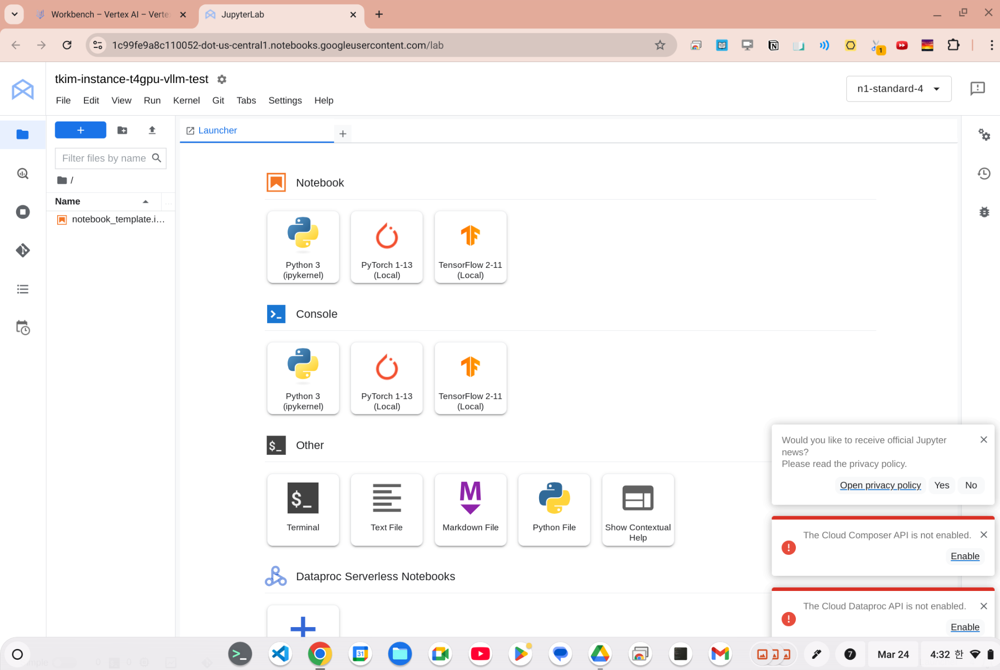 Workbench – Vertex AI – Verte
JupyterLab
1c99fe9a8c110052-dot-us-central1.notebooks.googleusercontent.com/lab
1
tkim-instance-t4gpu-vllm-test
File Edit View Run Kernel Git Tabs Settings Help
n1-standard-4
Launcher
Filter files by name
/
Name
...
notebook_template.i…
Notebook
Python 3
(ipykernel)
PyTorch 1-13
(Local)
TensorFlow 2-11
(Local)
Console
Python 3
(ipykernel)
PyTorch 1-13
(Local)
TensorFlow 2-11
(Local)
$_ Other
$_
Terminal
Text File
M
Markdown File
Python File
Show Contextual
Help
Dataproc Serverless Notebooks
Would you like to receive official Jupyter
news?
Please read the privacy policy.
Open privacy policy Yes No
The Cloud Composer API is not enabled.
Enable
The Cloud Dataproc API is not enabled.
Enable
31
7
Mar 24
4:32 한